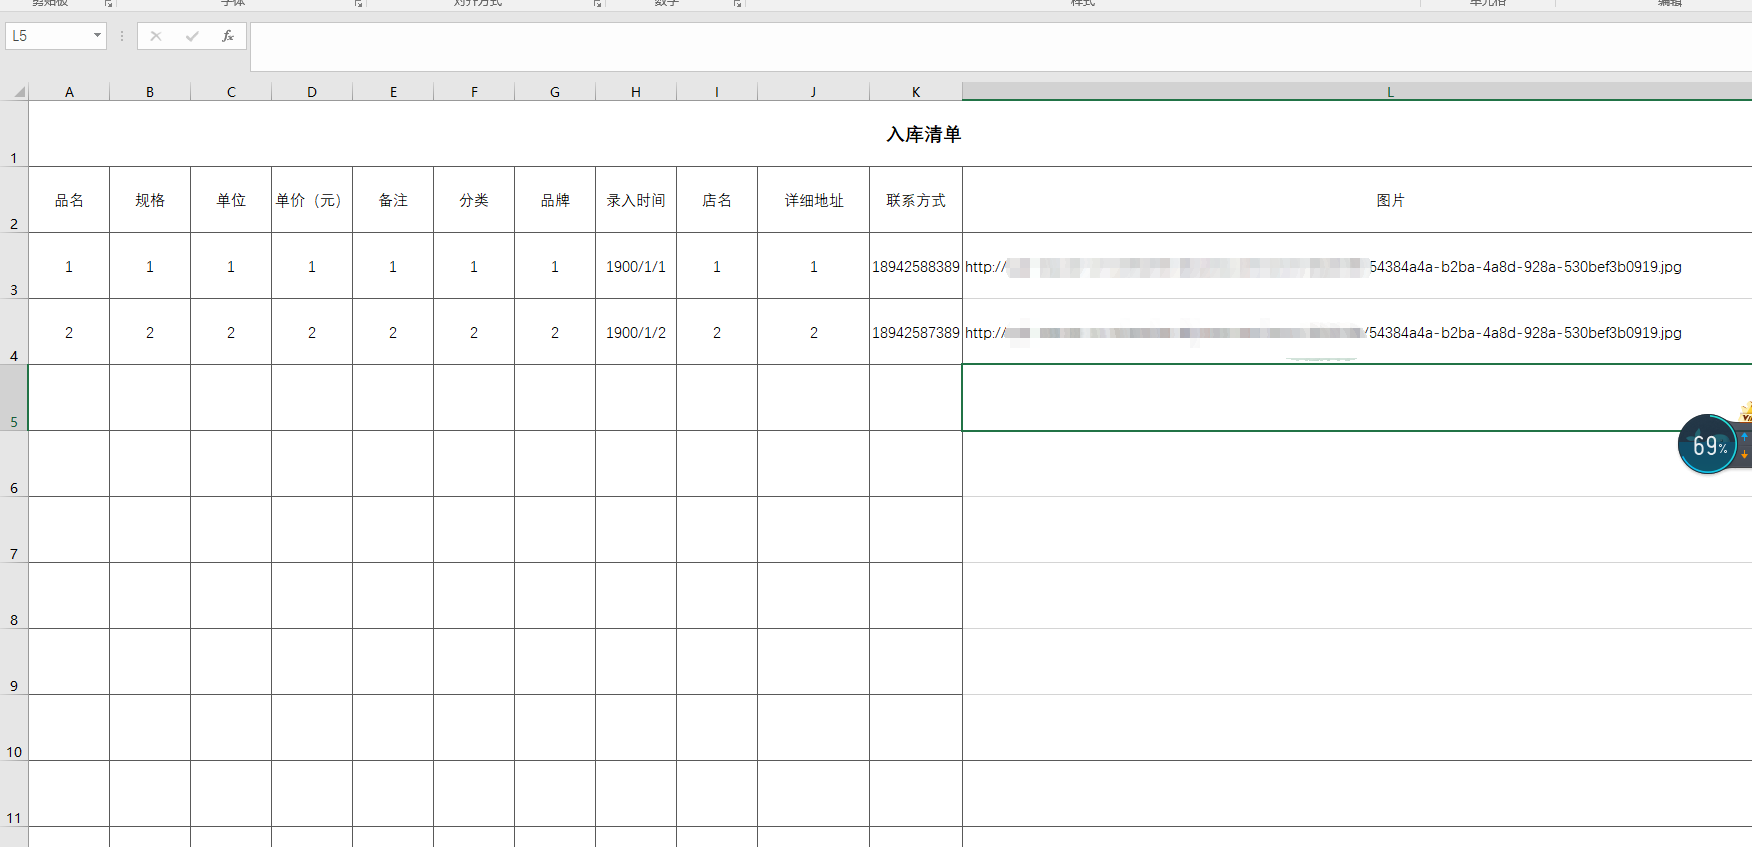 剪贴板 字体 对齐方式 数字 样式 单元格 编辑
L5 fx
A B C D E F G H I J K L
1 入库清单
2 品名 规格 单位 单价（元） 备注 分类 品牌 录入时间 店名 详细地址 联系方式 图片
3 1 1 1 1 1 1 1 1900/1/1 1 1 18942588389 http:// 54384a4a-b2ba-4a8d-928a-530bef3b0919.jpg
4 2 2 2 2 2 2 2 1900/1/2 2 2 18942587389 http:// /54384a4a-b2ba-4a8d-928a-530bef3b0919.jpg
5
69%
6
7
8
9
10
11